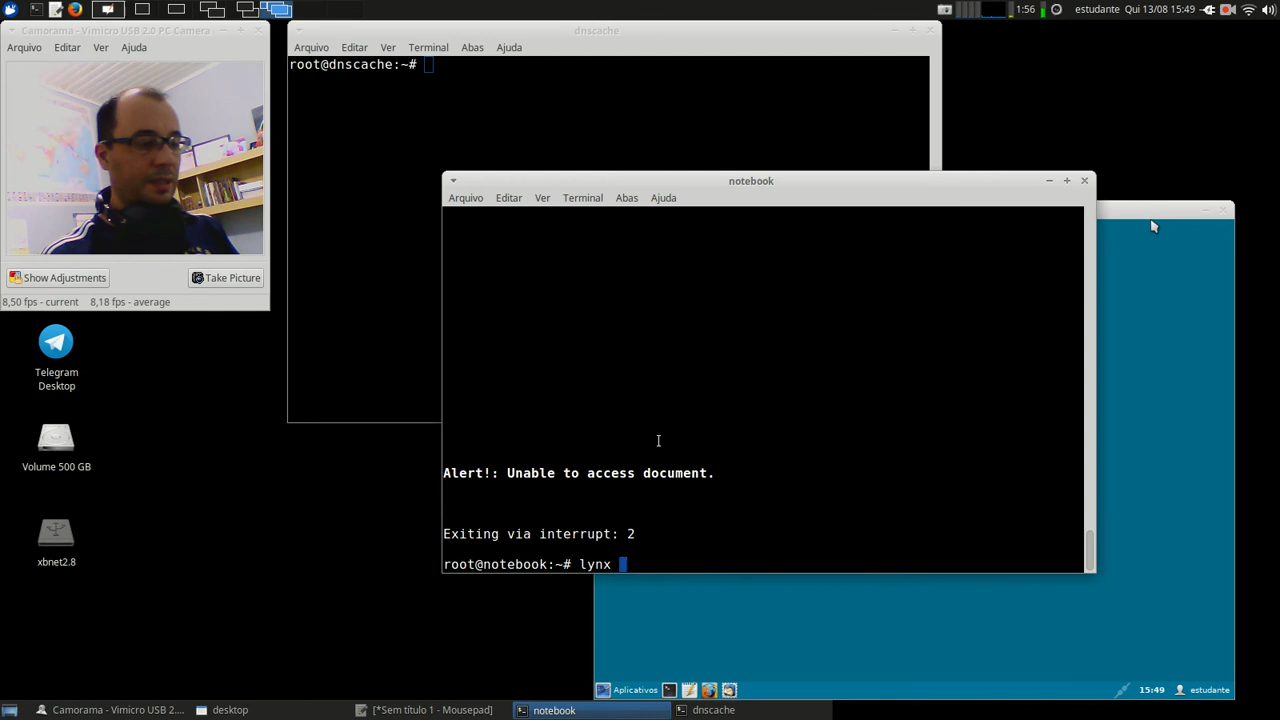 1:56
estudante
Qui 13/08 15:49
Camorama - Vimicro USB 2.0 PC Camera
Arquivo Editar Ver Ajuda
Show Adjustments
Take Picture
8,50 fps - current 8,18 fps - average
dnscache
Arquivo Editar Ver Terminal Abas Ajuda
root@dnscache:~#
notebook
Arquivo Editar Ver Terminal Abas Ajuda
Alert!: Unable to access document.
Exiting via interrupt: 2
root@notebook:~# lynx
Telegram
Desktop
Volume 500 GB
xbnet2.8
Aplicativos
15:49
estudante
Camorama - Vimicro USB 2....
desktop
[*Sem título 1 - Mousepad]
notebook
dnscache